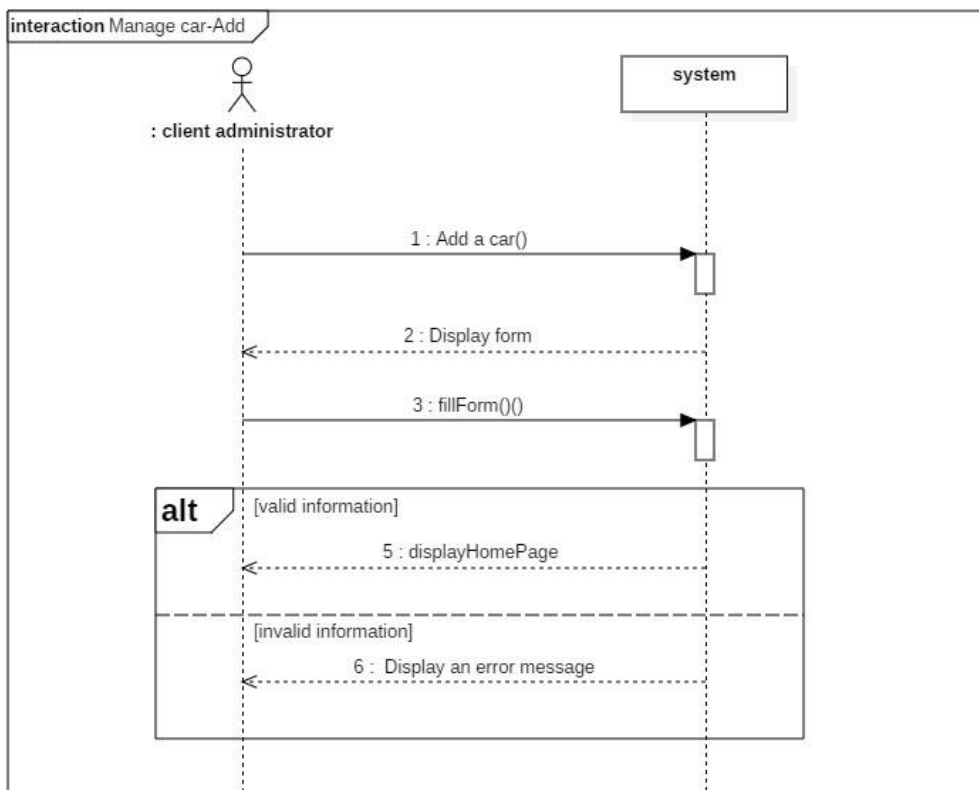 interaction Manage car-Add
system
: client administrator
1 : Add a car()
2 : Display form
3 : fillForm()()
alt
[valid information]
5 : displayHomePage
[invalid information]
6 : Display an error message